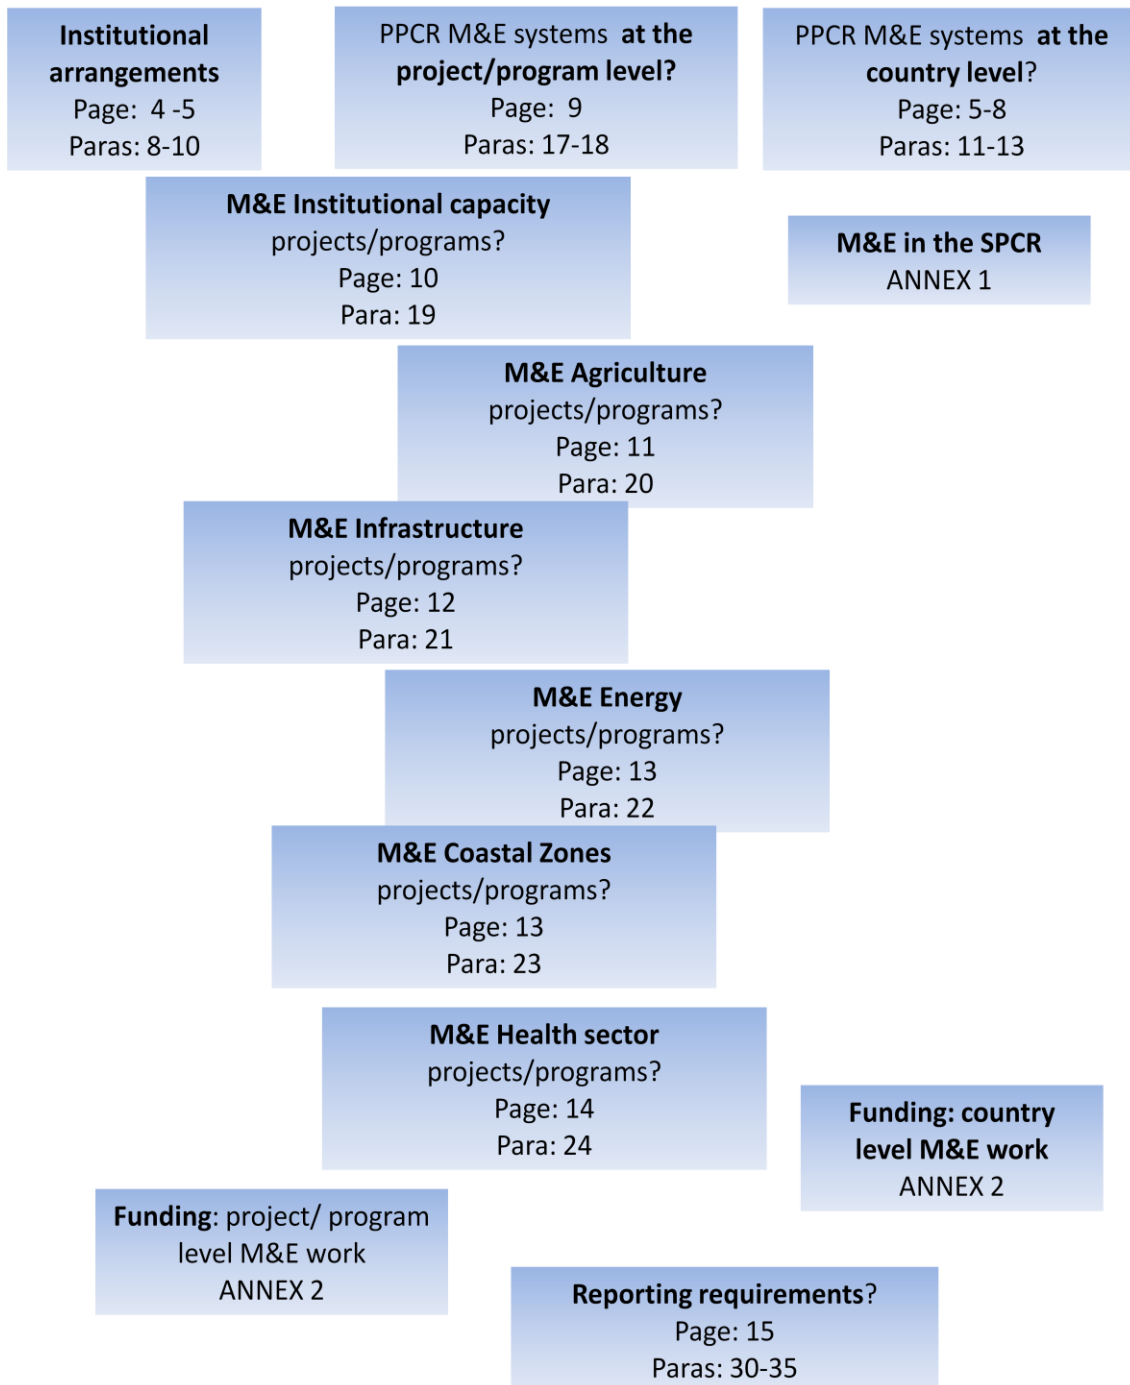 Institutional
arrangements
Page: 4 -5
Paras: 8-10
PPCR M&E systems at the
project/program level?
Page: 9
Paras: 17-18
PPCR M&E systems at the
country level?
Page: 5-8
Paras: 11-13
M&E Institutional capacity
projects/programs?
Page: 10
Para: 19
M&E in the SPCR
ANNEX 1
M&E Agriculture
projects/programs?
Page: 11
Para: 20
M&E Infrastructure
projects/programs?
Page: 12
Para: 21
M&E Energy
projects/programs?
Page: 13
Para: 22
M&E Coastal Zones
projects/programs?
Page: 13
Para: 23
M&E Health sector
projects/programs?
Page: 14
Para: 24
Funding: country
level M&E work
ANNEX 2
Funding: project/ program
level M&E work
ANNEX 2
Reporting requirements?
Page: 15
Paras: 30-35